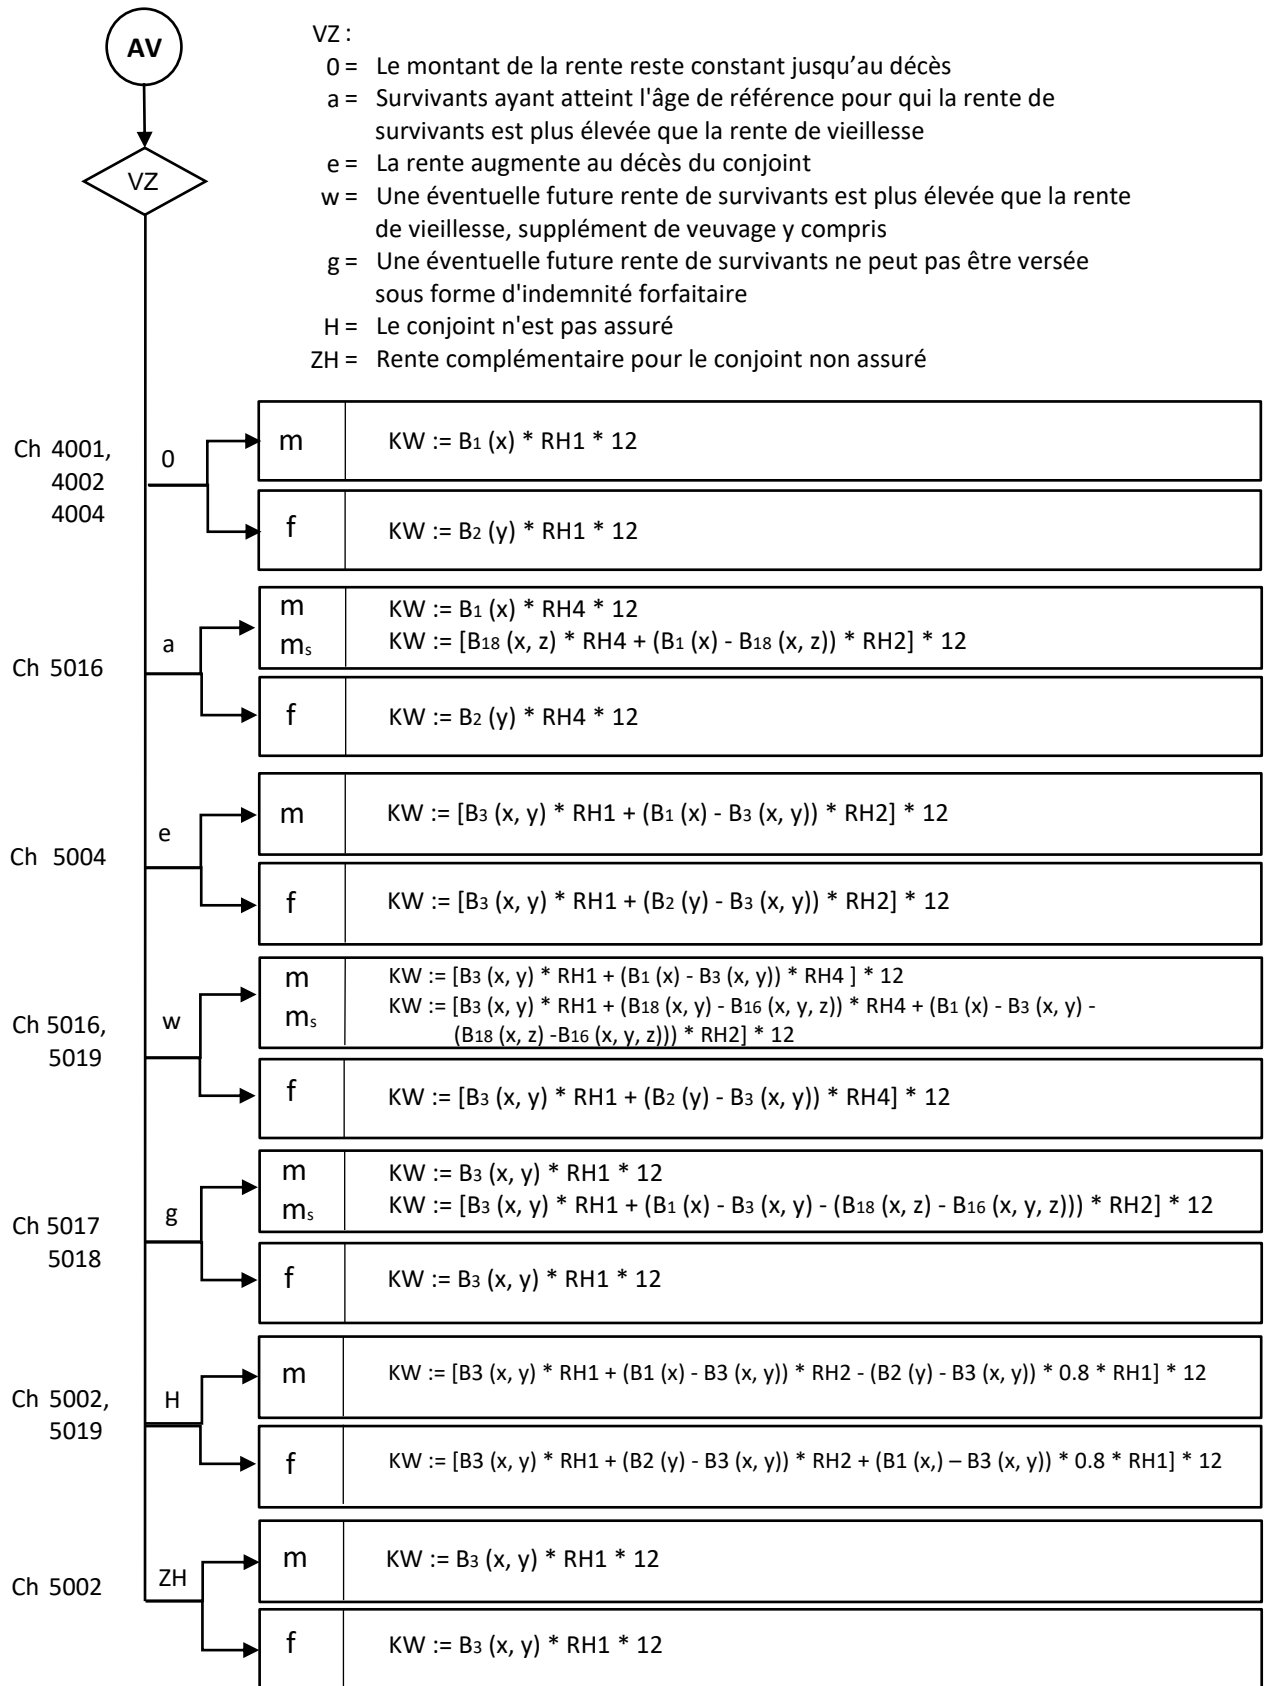 AV
VZ
VZ :
0 = Le montant de la rente reste constant jusqu’au décès
a = Survivants ayant atteint l'âge de référence pour qui la rente de
survivants est plus élevée que la rente de vieillesse
e = La rente augmente au décès du conjoint
w = Une éventuelle future rente de survivants est plus élevée que la rente
de vieillesse, supplément de veuvage y compris
g = Une éventuelle future rente de survivants ne peut pas être versée
sous forme d'indemnité forfaitaire
H = Le conjoint n'est pas assuré
ZH = Rente complémentaire pour le conjoint non assuré
Ch 4001,
4002
4004
0
m
KW := B1 (x) * RH1 * 12
f
KW := B2 (y) * RH1 * 12
Ch 5016
a
m
KW := B1 (x) * RH4 * 12
ms
KW := [B18 (x, z) * RH4 + (B1 (x) - B18 (x, z)) * RH2] * 12
f
KW := B2 (y) * RH4 * 12
Ch 5004
e
m
KW := [B3 (x, y) * RH1 + (B1 (x) - B3 (x, y)) * RH2] * 12
f
KW := [B3 (x, y) * RH1 + (B2 (y) - B3 (x, y)) * RH2] * 12
Ch 5016,
5019
w
m
KW := [B3 (x, y) * RH1 + (B1 (x) - B3 (x, y)) * RH4 ] * 12
ms
KW := [B3 (x, y) * RH1 + (B18 (x, y) - B16 (x, y, z)) * RH4 + (B1 (x) - B3 (x, y) -
(B18 (x, z) -B16 (x, y, z))) * RH2] * 12
f
KW := [B3 (x, y) * RH1 + (B2 (y) - B3 (x, y)) * RH4] * 12
Ch 5017
5018
g
m
KW := B3 (x, y) * RH1 * 12
ms
KW := [B3 (x, y) * RH1 + (B1 (x) - B3 (x, y) - (B18 (x, z) - B16 (x, y, z))) * RH2] * 12
f
KW := B3 (x, y) * RH1 * 12
Ch 5002,
5019
H
m
KW := [B3 (x, y) * RH1 + (B1 (x) - B3 (x, y)) * RH2 - (B2 (y) - B3 (x, y)) * 0.8 * RH1] * 12
f
KW := [B3 (x, y) * RH1 + (B2 (y) - B3 (x, y)) * RH2 + (B1 (x,) – B3 (x, y)) * 0.8 * RH1] * 12
Ch 5002
ZH
m
KW := B3 (x, y) * RH1 * 12
f
KW := B3 (x, y) * RH1 * 12